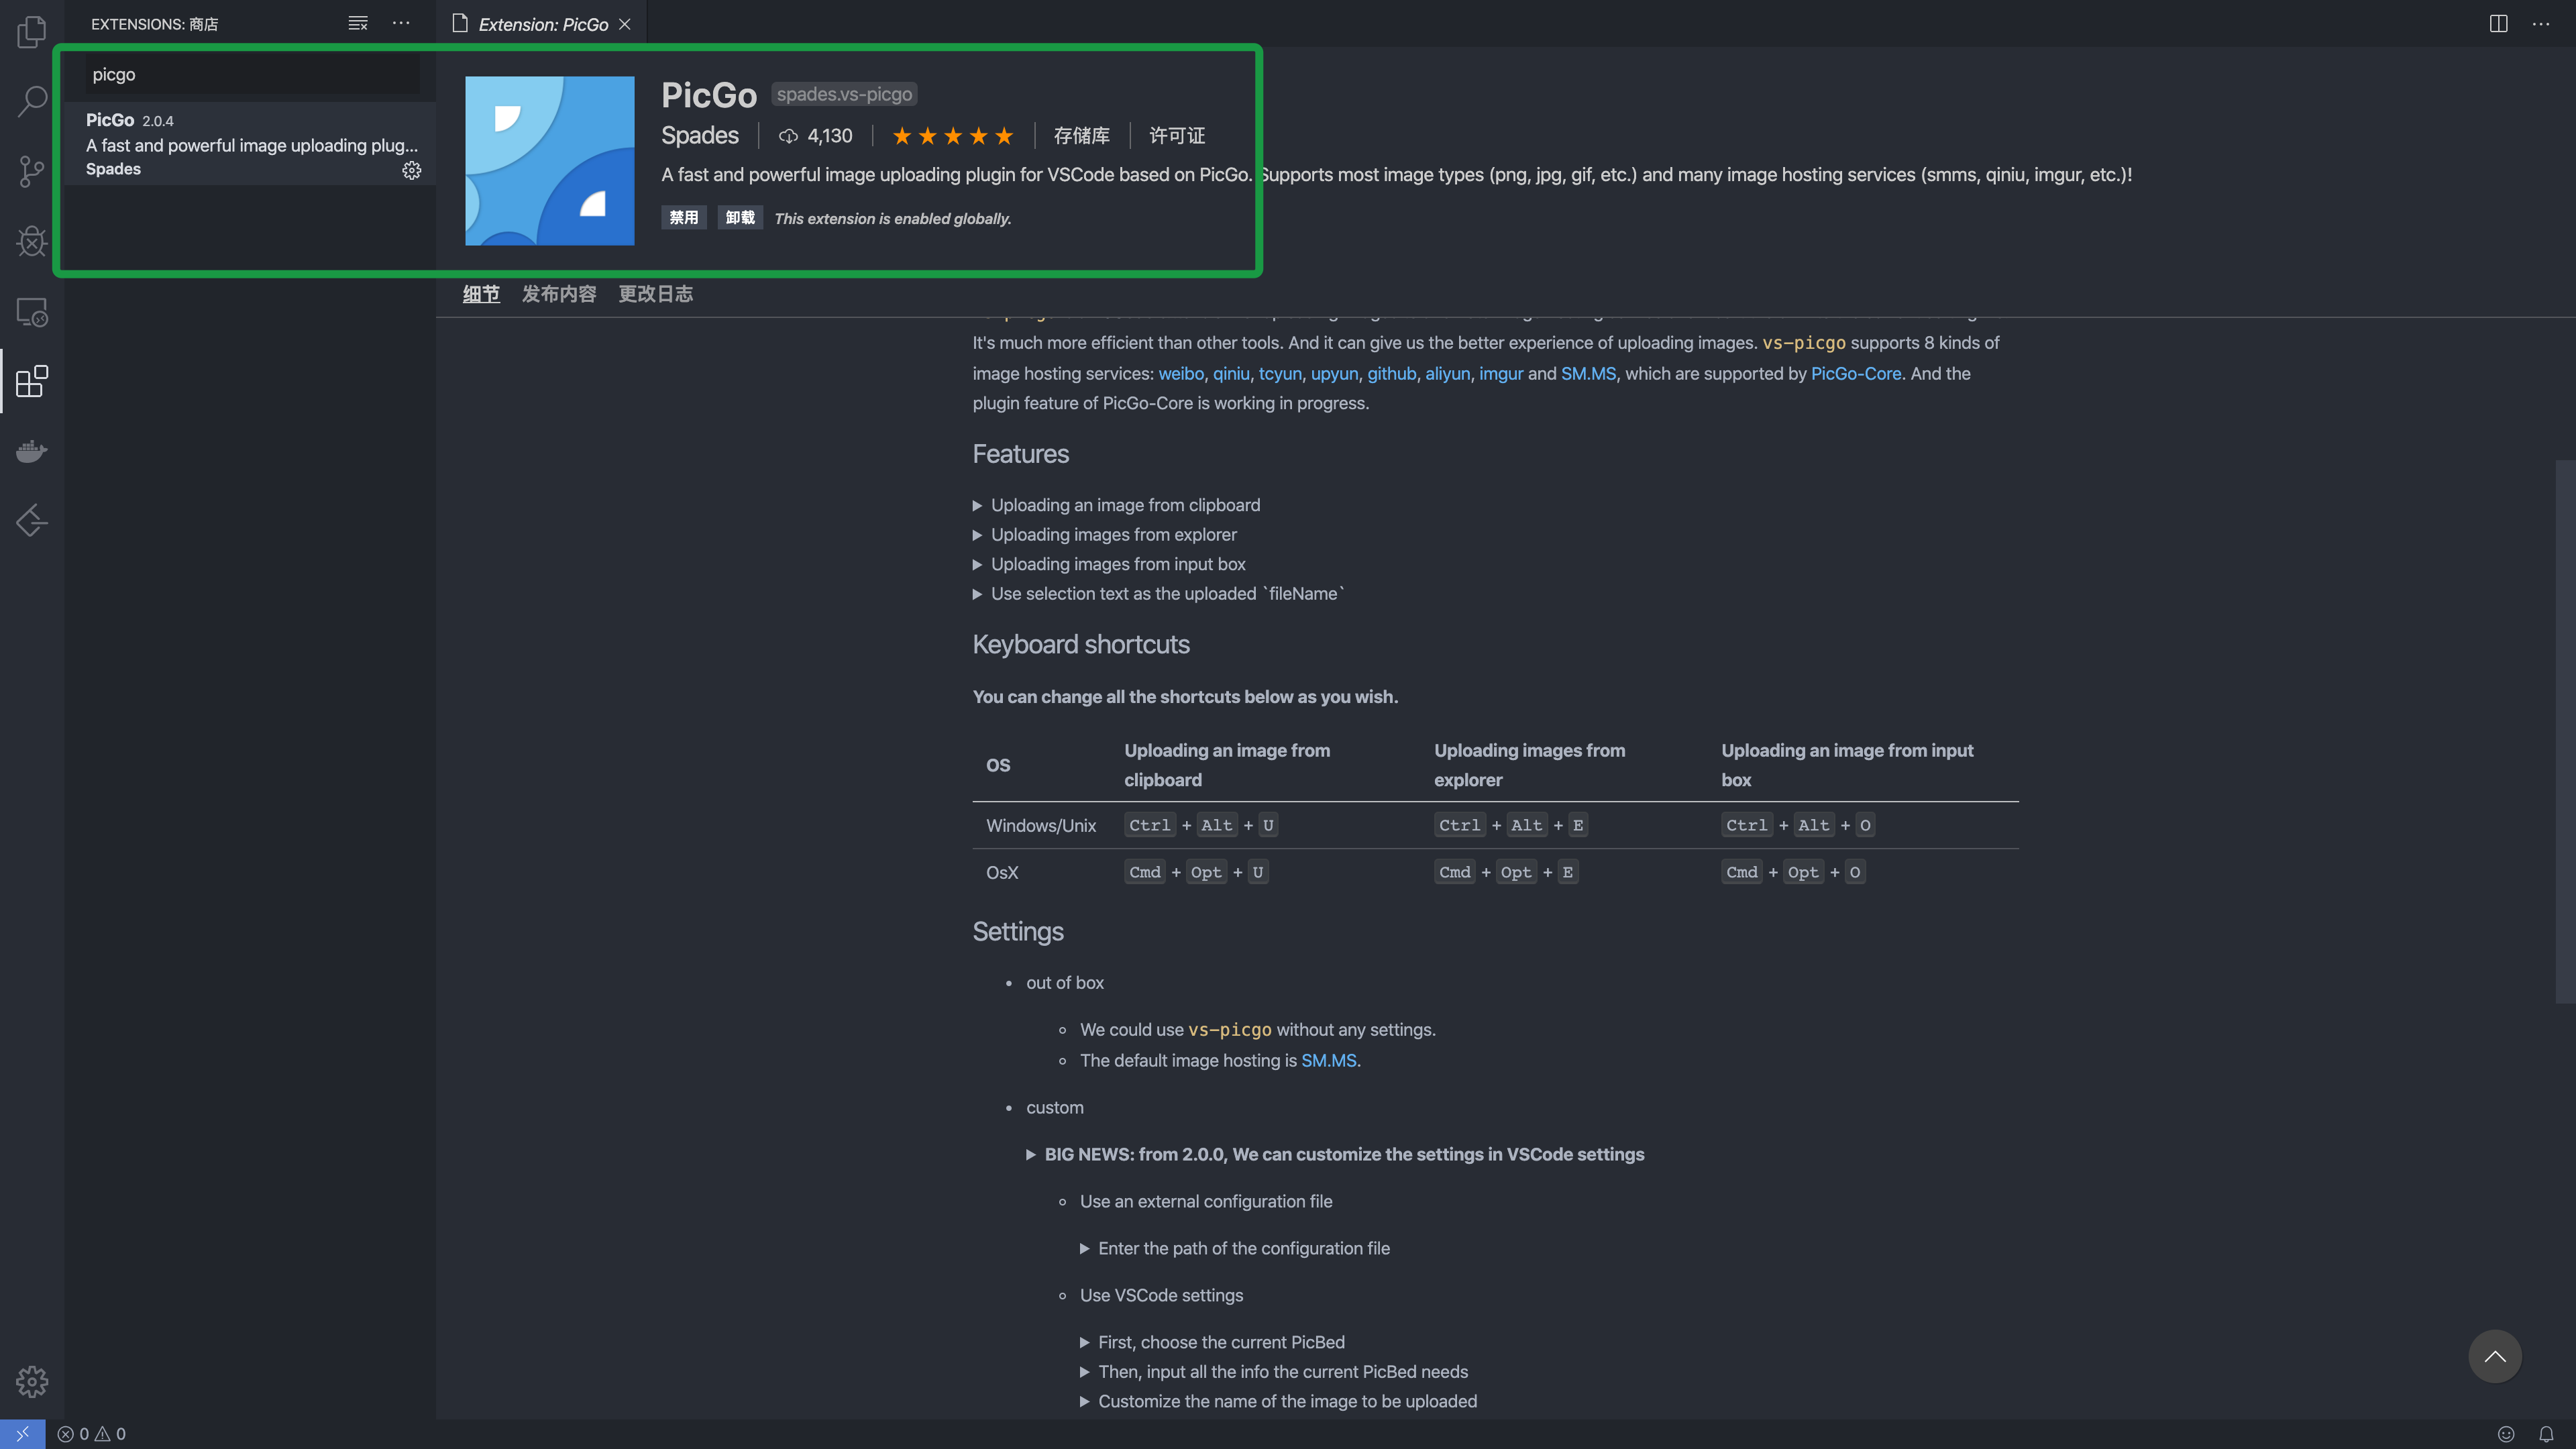 EXTENSIONS: 商店
Extension: PicGo
picgo
PicGo 2.0.4
A fast and powerful image uploading plug...
Spades
PicGo spades.vs-picgo
Spades 4,130 ★★★★★ 存储库 许可证
A fast and powerful image uploading plugin for VSCode based on PicGo. Supports most image types (png, jpg, gif, etc.) and many image hosting services (smms, qiniu, imgur, etc.)!
禁用 卸载 This extension is enabled globally.
细节 发布内容 更改日志
It's much more efficient than other tools. And it can give us the better experience of uploading images. vs-picgo supports 8 kinds of
image hosting services: weibo, qiniu, tcyun, upyun, github, aliyun, imgur and SM.MS, which are supported by PicGo-Core. And the
plugin feature of PicGo-Core is working in progress.
Features
Uploading an image from clipboard
Uploading images from explorer
Uploading images from input box
Use selection text as the uploaded `fileName`
Keyboard shortcuts
You can change all the shortcuts below as you wish.
OS Uploading an image from clipboard Uploading images from explorer Uploading an image from input box
Windows/Unix Ctrl + Alt + U Ctrl + Alt + E Ctrl + Alt + O
OsX Cmd + Opt + U Cmd + Opt + E Cmd + Opt + O
Settings
• out of box
◦ We could use vs-picgo without any settings.
◦ The default image hosting is SM.MS.
• custom
BIG NEWS: from 2.0.0, We can customize the settings in VSCode settings
◦ Use an external configuration file
Enter the path of the configuration file
◦ Use VSCode settings
First, choose the current PicBed
Then, input all the info the current PicBed needs
Customize the name of the image to be uploaded
0 0